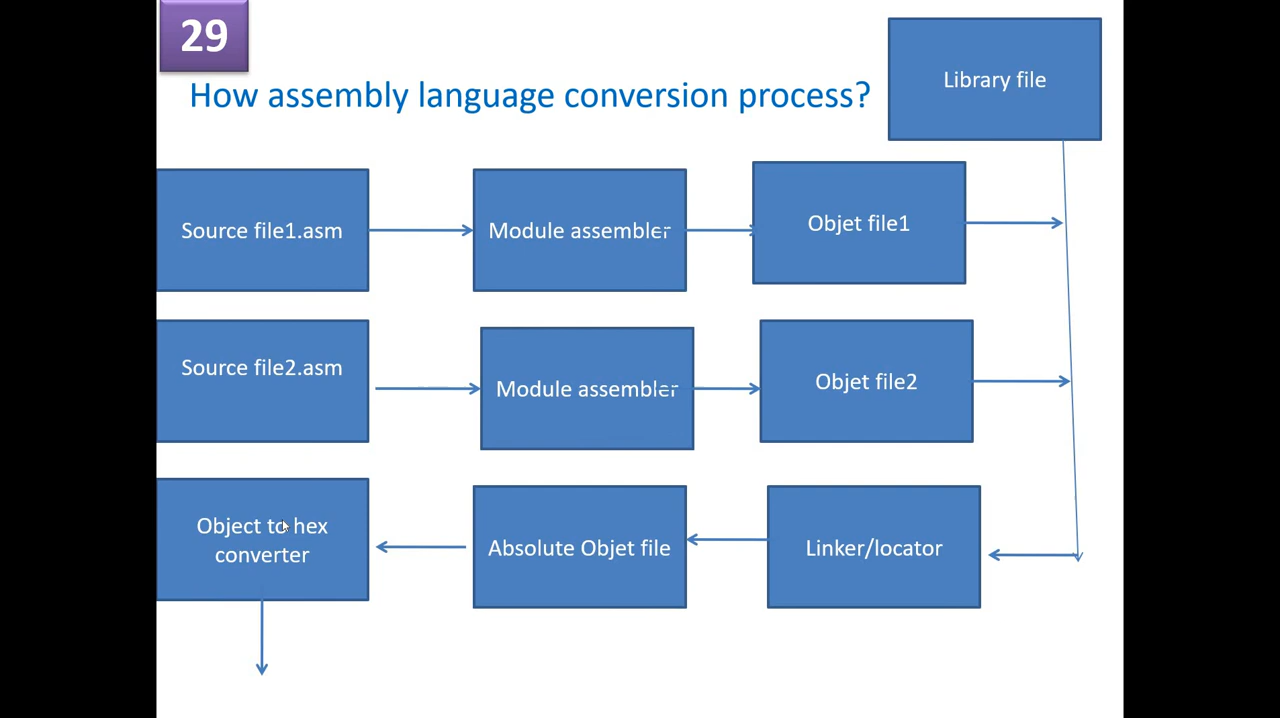 29
How assembly language conversion process?
Library file
Source file1.asm
Module assembler
Objet file1
Source file2.asm
Module assembler
Objet file2
Object to hex
converter
Absolute Objet file
Linker/locator